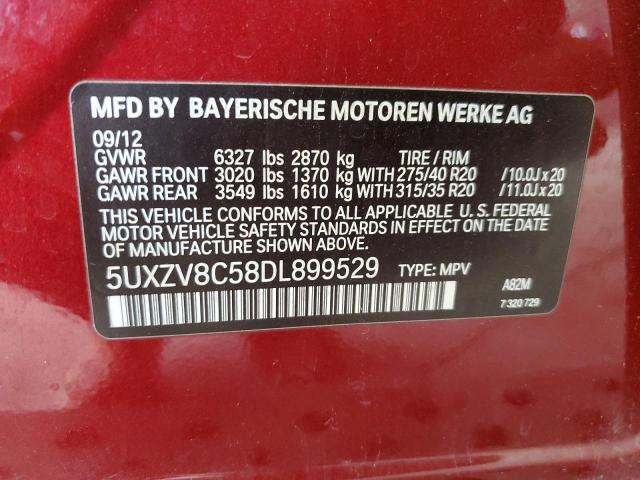 MFD BY BAYERISCHE MOTOREN WERKE AG
09/12
GVWR 6327 lbs 2870 kg TIRE / RIM
GAWR FRONT 3020 lbs 1370 kg WITH 275/40 R20 /10.0J x 20
GAWR REAR 3549 lbs 1610 kg WITH 315/35 R20 /11.0J x 20
THIS VEHICLE CONFORMS TO ALL APPLICABLE U. S. FEDERAL
MOTOR VEHICLE SAFETY STANDARDS IN EFFECT ON THE DATE
OF MANUFACTURE SHOWN ABOVE.
5UXZV8C58DL899529 TYPE: MPV A82M
7 320 729